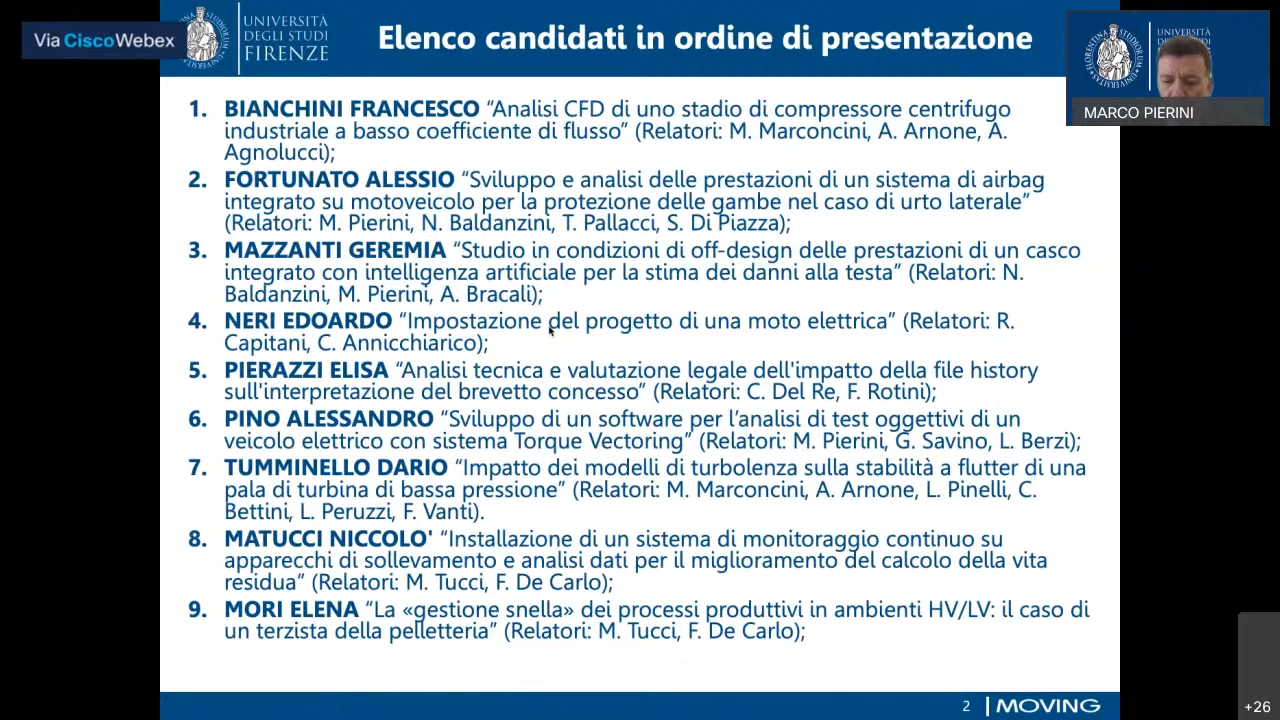 Via Cisco Webex
UNIVERSITÀ
DEGLI STUDI
FIRENZE
Elenco candidati in ordine di presentazione
UNIVERSITÀ
MARCO PIERINI
1. BIANCHINI FRANCESCO “Analisi CFD di uno stadio di compressore centrifugo
industriale a basso coefficiente di flusso” (Relatori: M. Marconcini, A. Arnone, A.
Agnolucci);
2. FORTUNATO ALESSIO “Sviluppo e analisi delle prestazioni di un sistema di airbag
integrato su motoveicolo per la protezione delle gambe nel caso di urto laterale”
(Relatori: M. Pierini, N. Baldanzini, T. Pallacci, S. Di Piazza);
3. MAZZANTI GEREMIA “Studio in condizioni di off-design delle prestazioni di un casco
integrato con intelligenza artificiale per la stima dei danni alla testa” (Relatori: N.
Baldanzini, M. Pierini, A. Bracali);
4. NERI EDOARDO “Impostazione del progetto di una moto elettrica” (Relatori: R.
Capitani, C. Annicchiarico);
5. PIERAZZI ELISA “Analisi tecnica e valutazione legale dell'impatto della file history
sull'interpretazione del brevetto concesso” (Relatori: C. Del Re, F. Rotini);
6. PINO ALESSANDRO “Sviluppo di un software per l’analisi di test oggettivi di un
veicolo elettrico con sistema Torque Vectoring” (Relatori: M. Pierini, G. Savino, L. Berzi);
7. TUMMINELLO DARIO “Impatto dei modelli di turbolenza sulla stabilità a flutter di una
pala di turbina di bassa pressione” (Relatori: M. Marconcini, A. Arnone, L. Pinelli, C.
Bettini, L. Peruzzi, F. Vanti).
8. MATUCCI NICCOLO' “Installazione di un sistema di monitoraggio continuo su
apparecchi di sollevamento e analisi dati per il miglioramento del calcolo della vita
residua” (Relatori: M. Tucci, F. De Carlo);
9. MORI ELENA “La «gestione snella» dei processi produttivi in ambienti HV/LV: il caso di
un terzista della pelletteria” (Relatori: M. Tucci, F. De Carlo);
2 | MOVING
+26